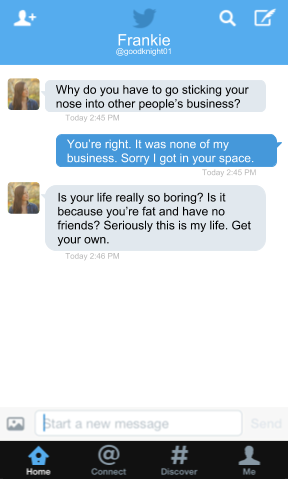 Frankie
@goodknight01
Why do you have to go sticking your
nose into other people's business?
Today 2:45 PM
You're right. It was none of my
business. Sorry I got in your space.
Today 2:45 PM
Is your life really so boring? Is it
because you're fat and have no
friends? Seriously this is my life. Get
your own.
Today 2:46 PM
Start a new message
Send
Home
Connect
Discover
Me